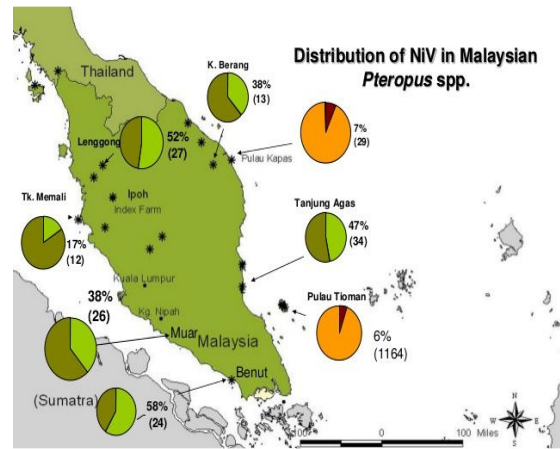 Distribution of NiV in Malaysian
Pteropus spp.
Thailand
K. Berang
38%
(13)
7%
(29)
Pulau Kapas
Lenggong
52%
(27)
Ipoh
Index Farm
Tk. Memali
17%
(12)
Tanjung Agas
47%
(34)
Kuala Lumpur
38%
(26)
Kg. Nipah
Pulau Tioman
6%
(1164)
Muar
Malaysia
Benut
(Sumatra)
58%
(24)
N
W
E
S
100
0
100 Miles